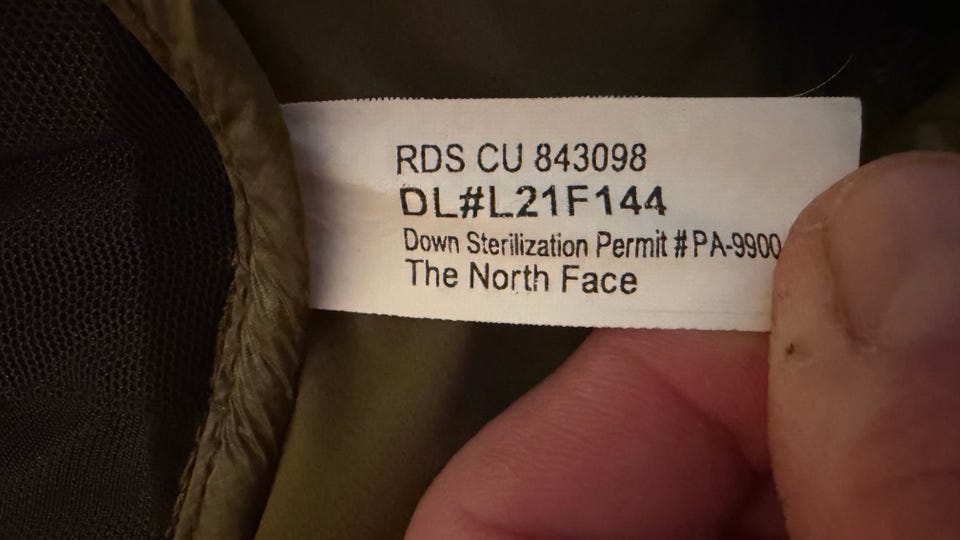 RDS CU 843098
DL#L21F144
Down Sterilization Permit # PA-9900
The North Face